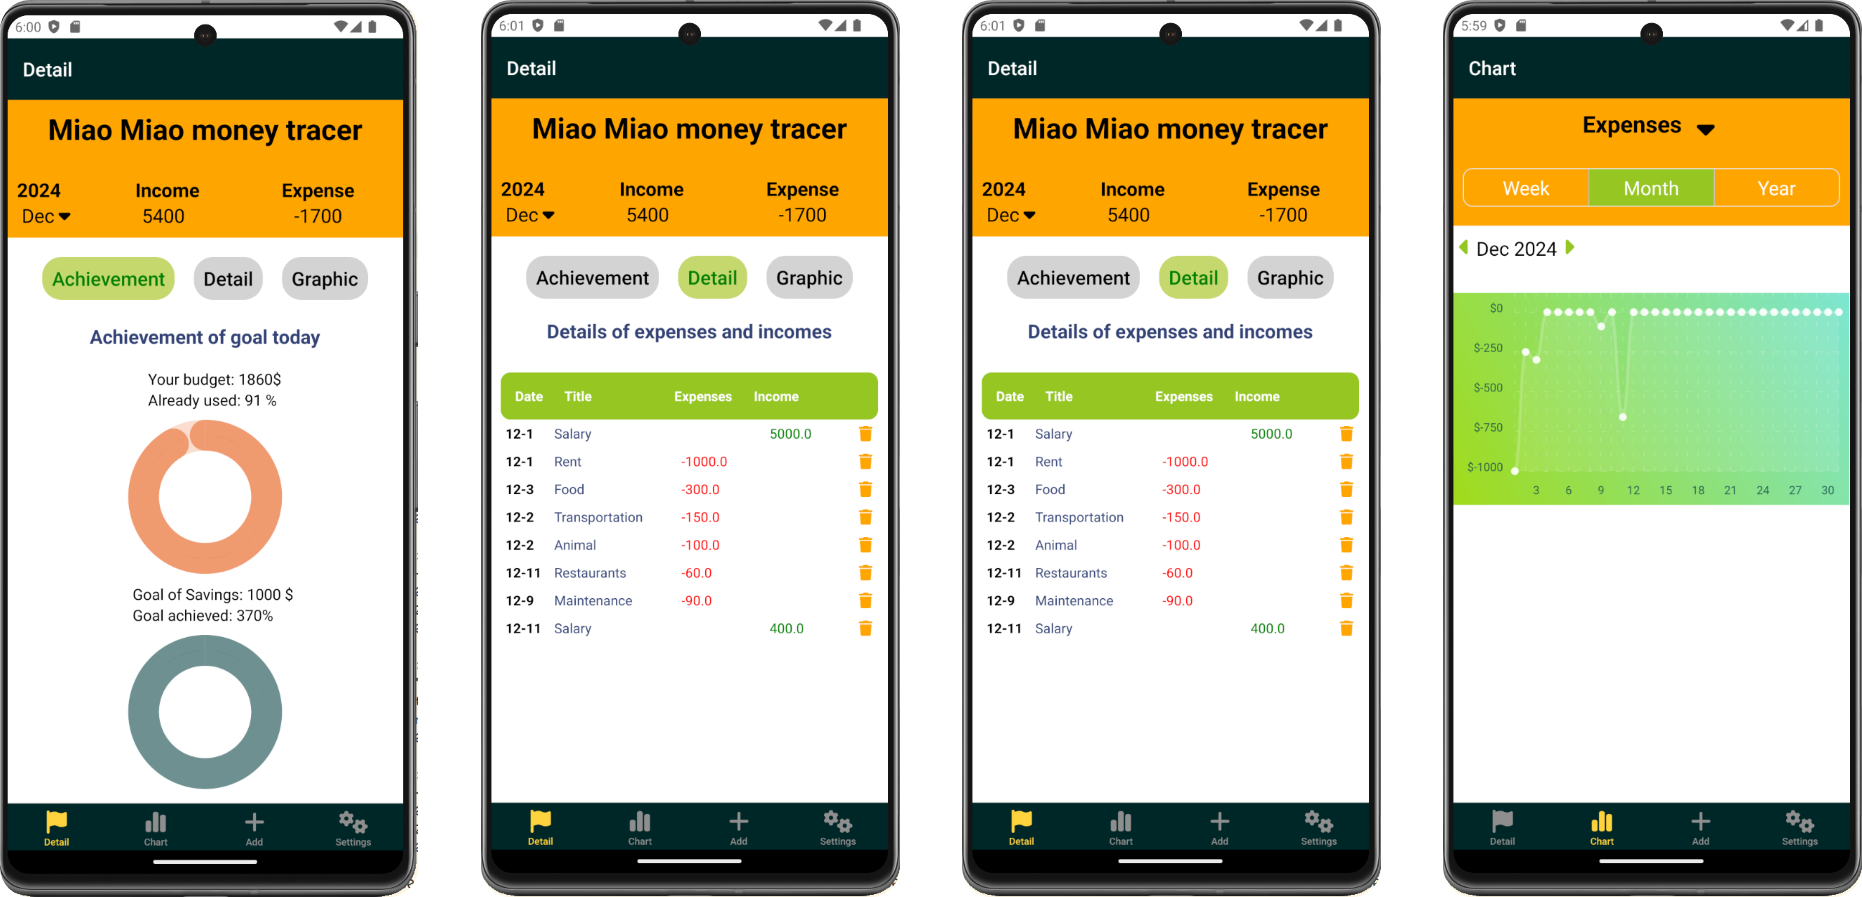 6:00
Detail
Miao Miao money tracer
2024 Income Expense
Dec 5400 -1700
Achievement Detail Graphic
Achievement of goal today
Your budget: 1860$
Already used: 91 %
Goal of Savings: 1000 $
Goal achieved: 370%
Detail Chart Add Settings
6:01
Detail
Miao Miao money tracer
2024 Income Expense
Dec 5400 -1700
Achievement Detail Graphic
Details of expenses and incomes
Date Title Expenses Income
12-1 Salary 5000.0
12-1 Rent -1000.0
12-3 Food -300.0
12-2 Transportation -150.0
12-2 Animal -100.0
12-11 Restaurants -60.0
12-9 Maintenance -90.0
12-11 Salary 400.0
Detail Chart Add Settings
6:01
Detail
Miao Miao money tracer
2024 Income Expense
Dec 5400 -1700
Achievement Detail Graphic
Details of expenses and incomes
Date Title Expenses Income
12-1 Salary 5000.0
12-1 Rent -1000.0
12-3 Food -300.0
12-2 Transportation -150.0
12-2 Animal -100.0
12-11 Restaurants -60.0
12-9 Maintenance -90.0
12-11 Salary 400.0
Detail Chart Add Settings
5:59
Chart
Expenses
Week Month Year
Dec 2024
$0
$-250
$-500
$-750
$-1000
3 6 9 12 15 18 21 24 27 30
Detail Chart Add Settings